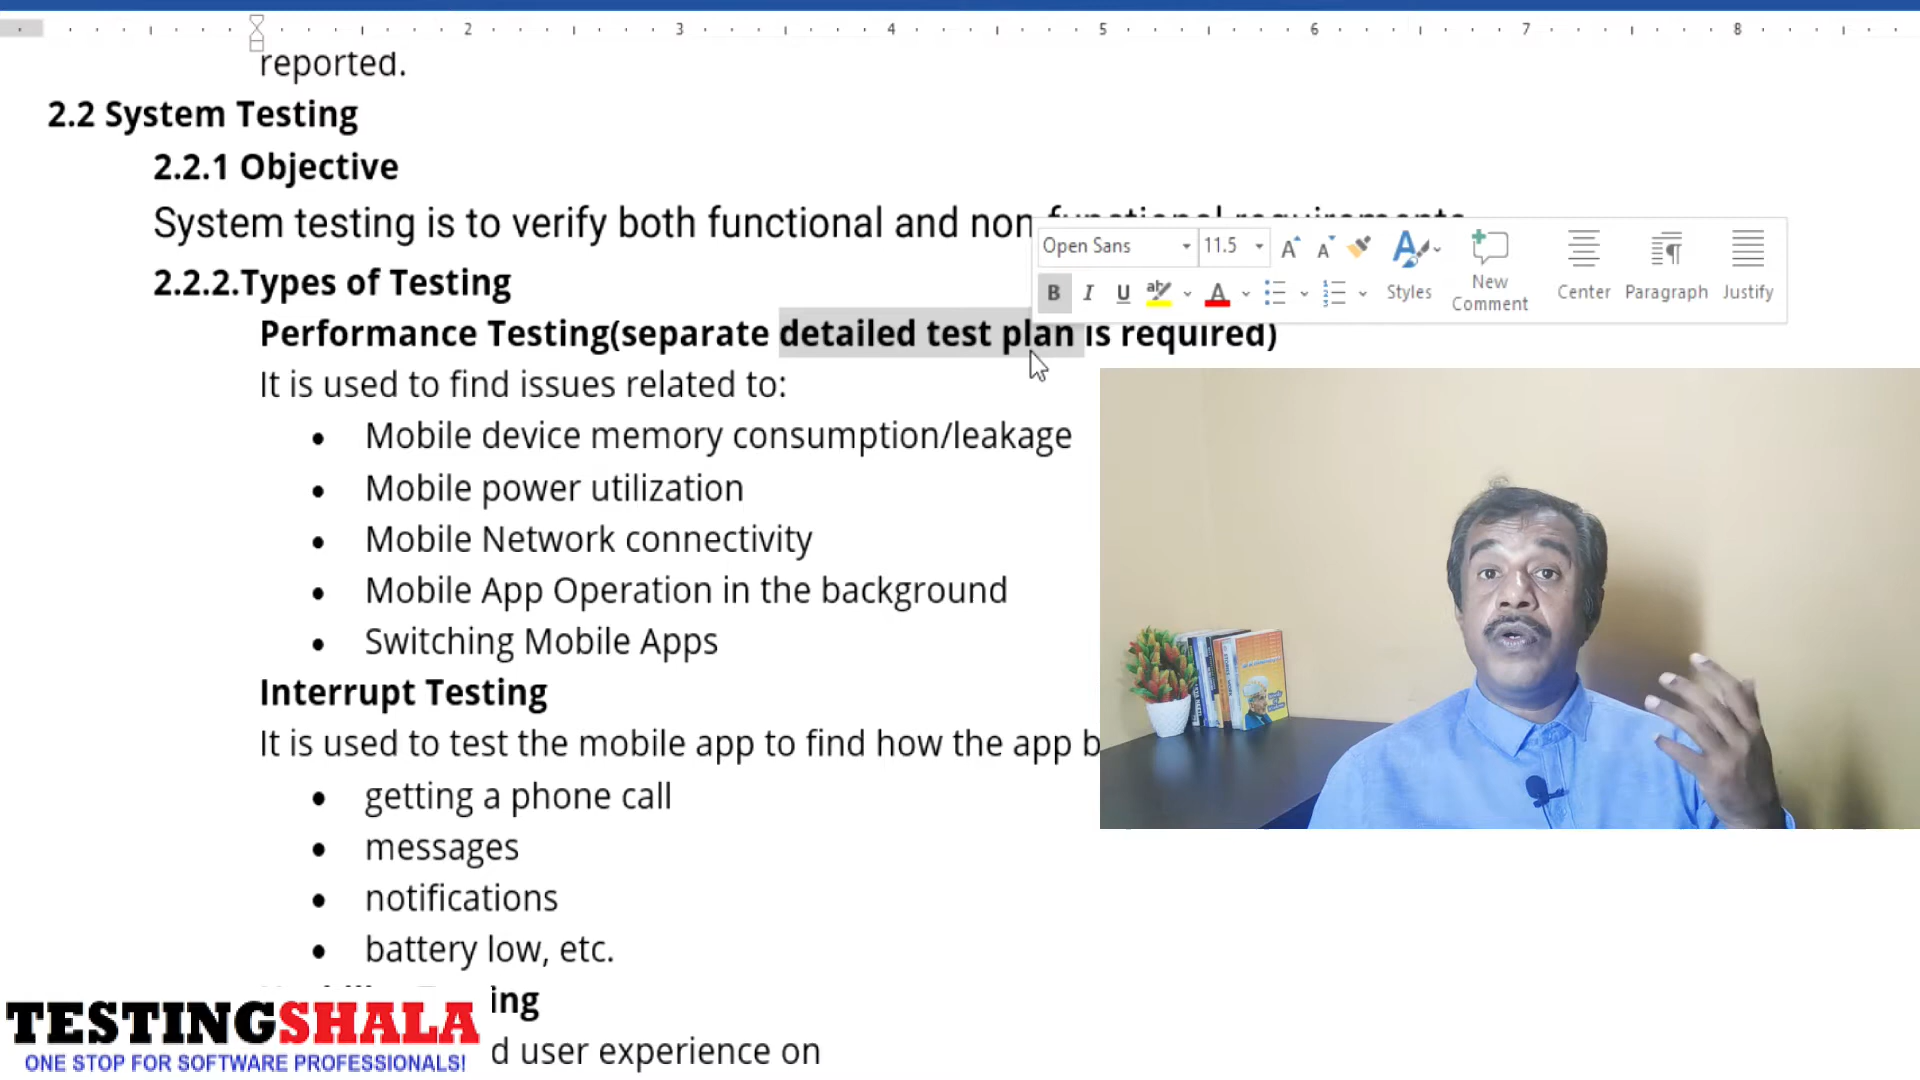 2 3 4 5 6 7 8
reported.
2.2 System Testing
2.2.1 Objective
System testing is to verify both functional and non functional requirements
2.2.2.Types of Testing
Open Sans 11.5
B I U Styles New Comment Center Paragraph Justify
Performance Testing(separate detailed test plan is required)
It is used to find issues related to:
• Mobile device memory consumption/leakage
• Mobile power utilization
• Mobile Network connectivity
• Mobile App Operation in the background
• Switching Mobile Apps
Interrupt Testing
It is used to test the mobile app to find how the app b
• getting a phone call
• messages
• notifications
• battery low, etc.
ing
d user experience on
TESTINGSHALA
ONE STOP FOR SOFTWARE PROFESSIONALS!